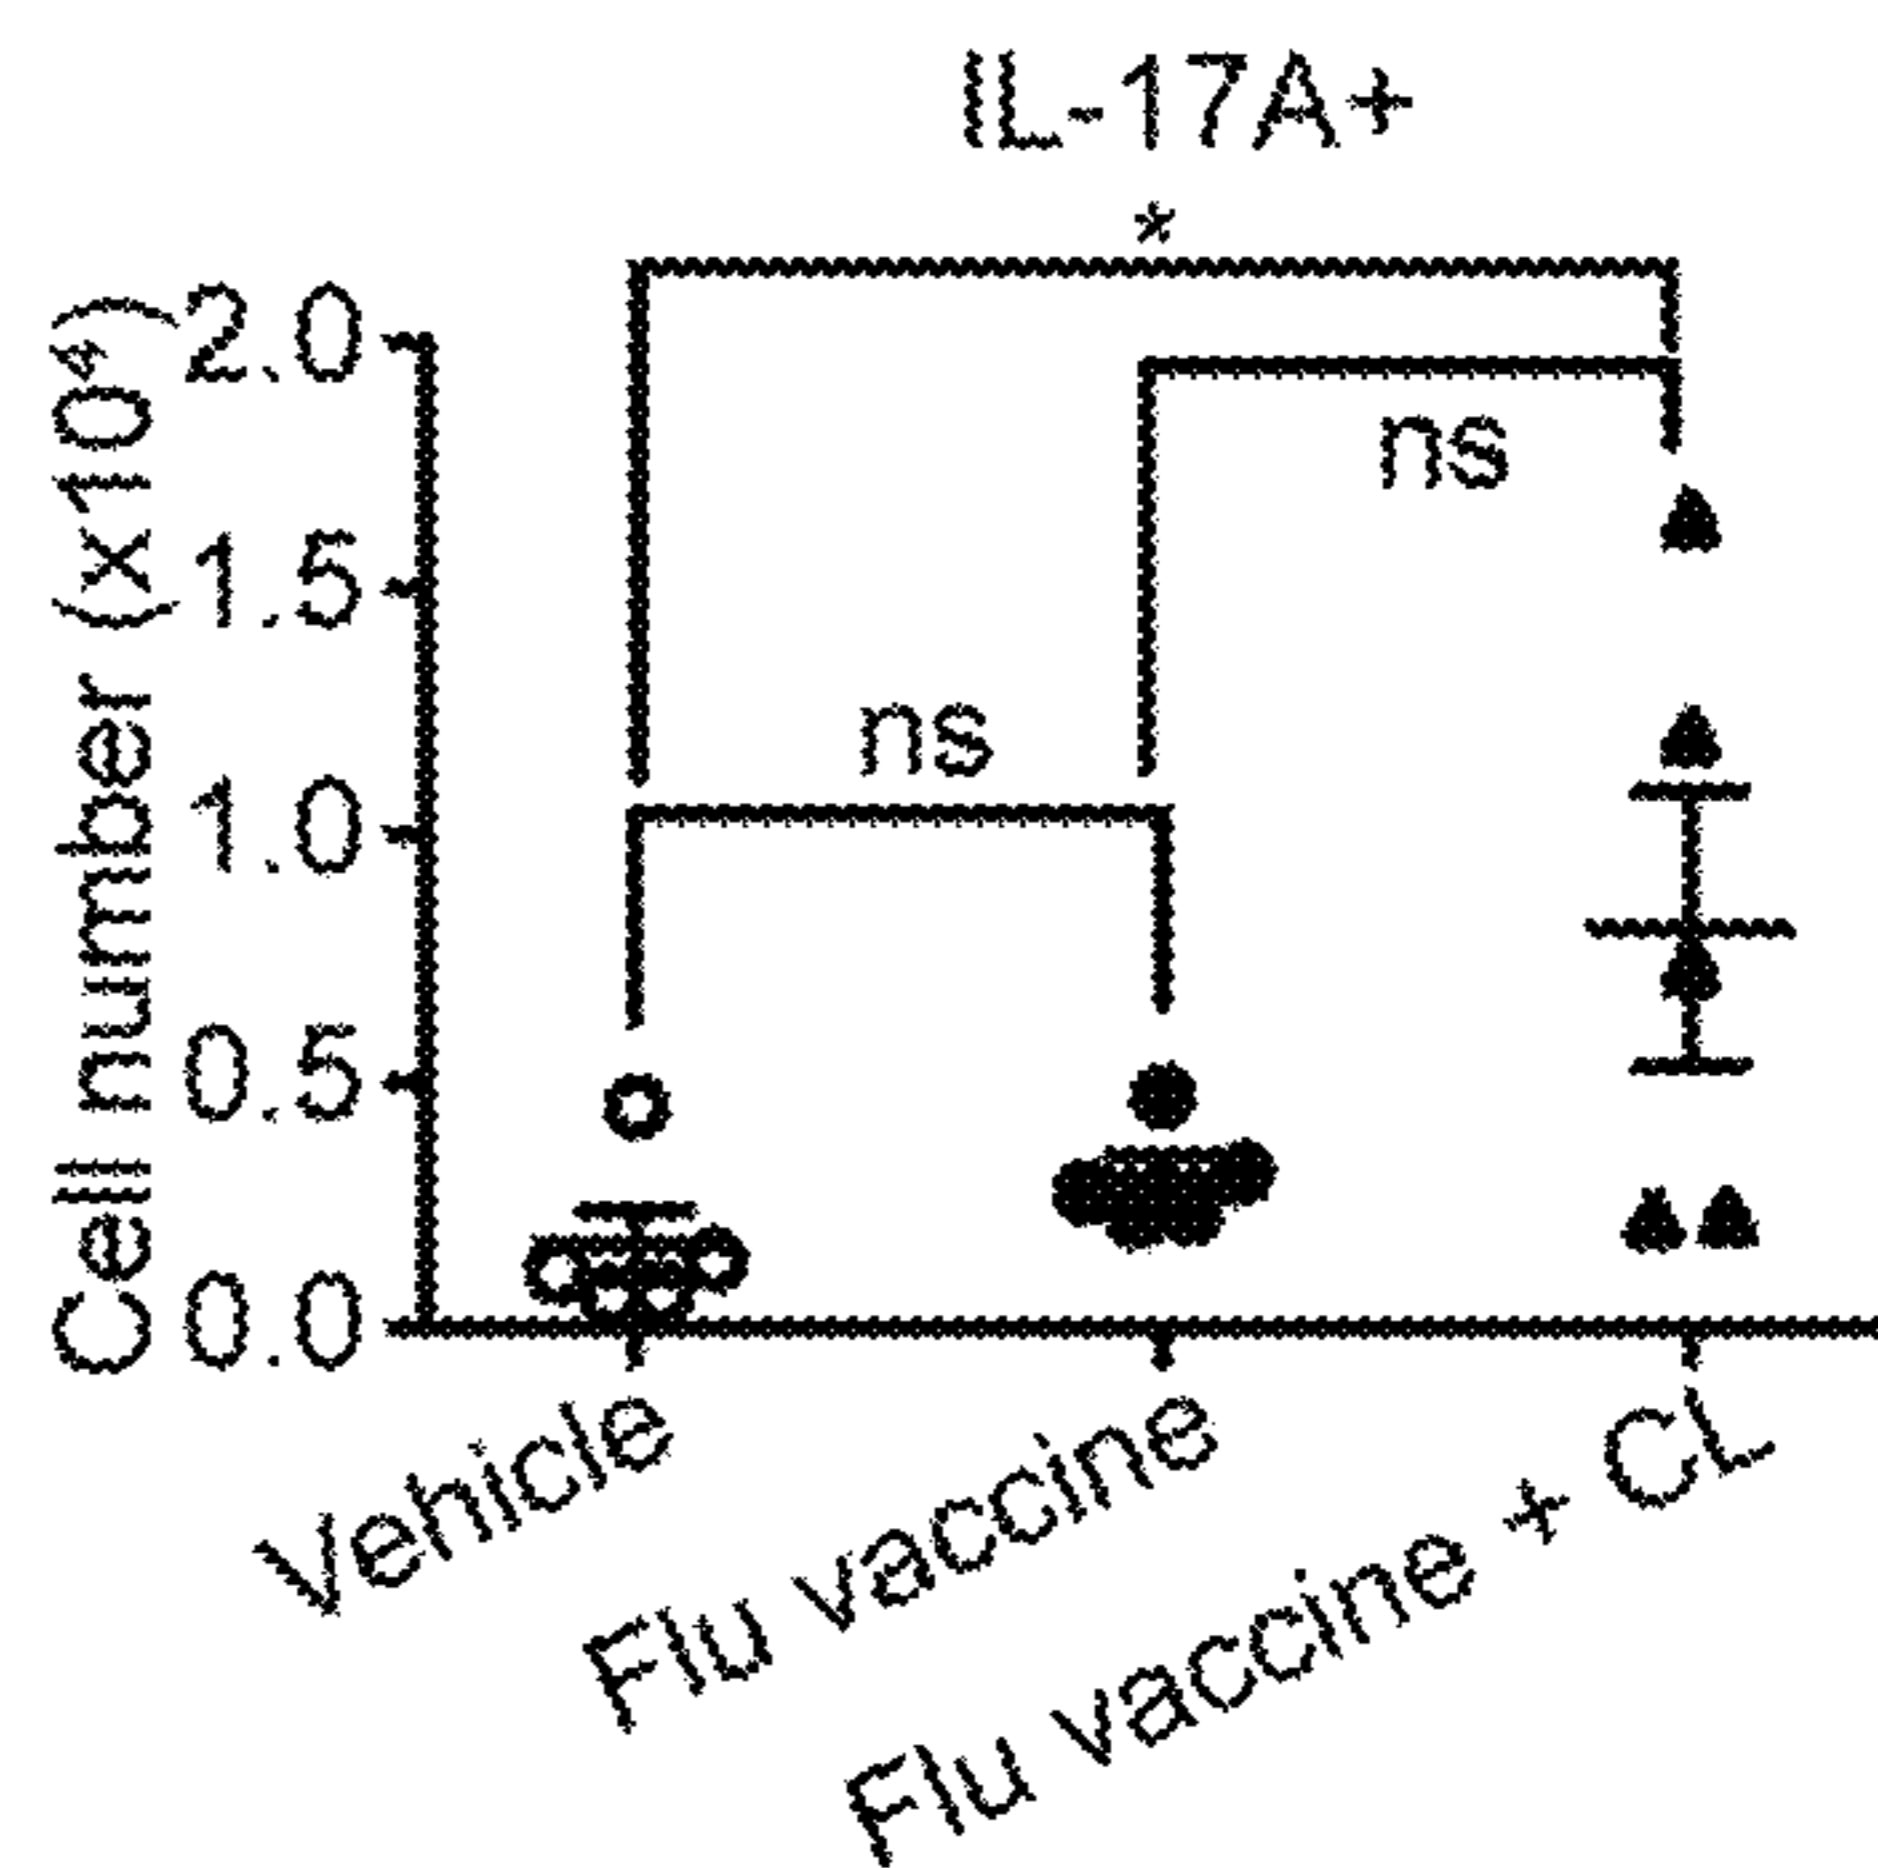 IL-17A+
*
Cell number (x10⁴)
2.0
1.5
1.0
0.5
0.0
ns
ns
Vehicle
Flu vaccine
Flu vaccine + CL